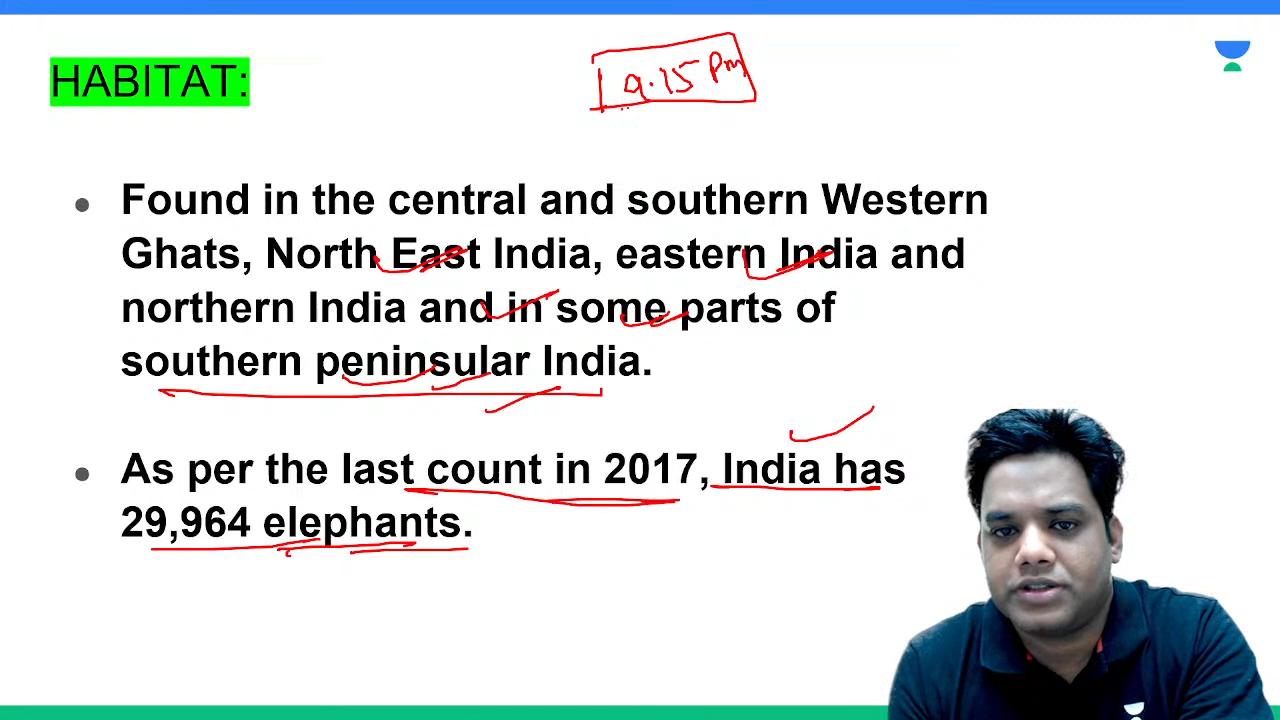 HABITAT:
9.15 Pm
Found in the central and southern Western
Ghats, North East India, eastern India and
northern India and in some parts of
southern peninsular India.
As per the last count in 2017, India has
29,964 elephants.